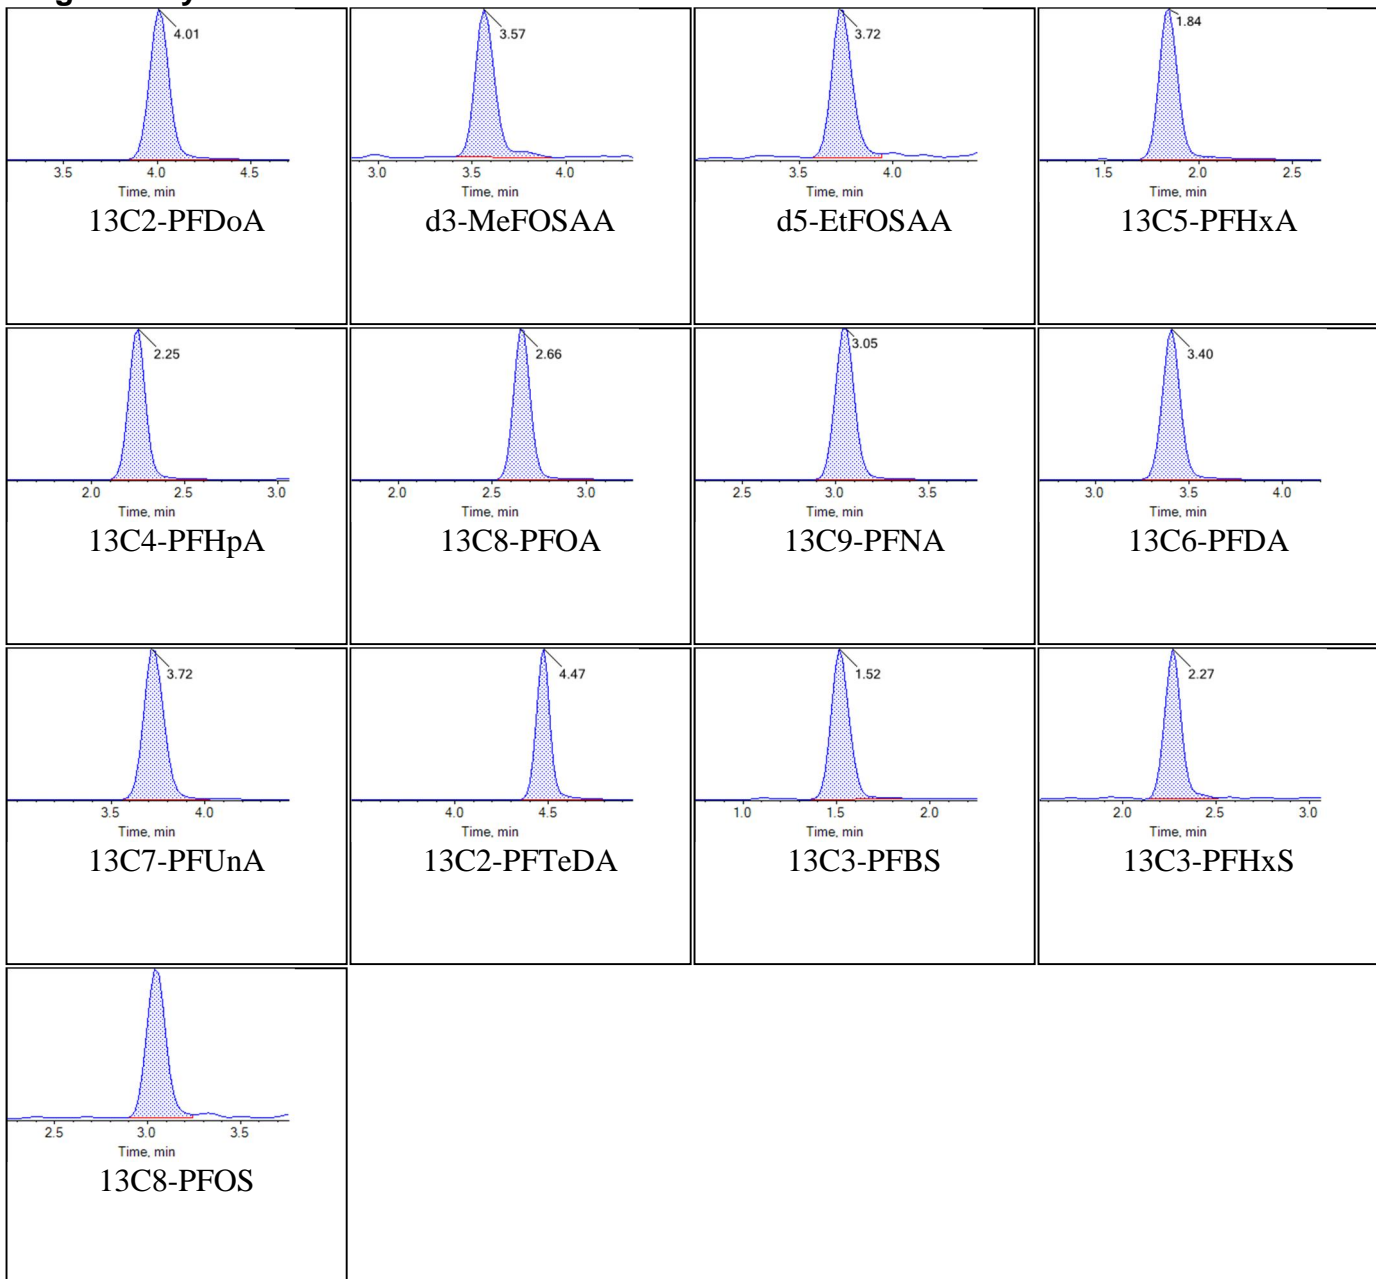 4.01
3.5 4.0 4.5
Time, min
13C2-PFDoA
3.57
3.0 3.5 4.0
Time, min
d3-MeFOSAA
3.72
3.5 4.0
Time, min
d5-EtFOSAA
1.84
1.5 2.0 2.5
Time, min
13C5-PFHxA
2.25
2.0 2.5 3.0
Time, min
13C4-PFHpA
2.66
2.0 2.5 3.0
Time, min
13C8-PFOA
3.05
2.5 3.0 3.5
Time, min
13C9-PFNA
3.40
3.0 3.5 4.0
Time, min
13C6-PFDA
3.72
3.5 4.0
Time, min
13C7-PFUnA
4.47
4.0 4.5
Time, min
13C2-PFTeDA
1.52
1.0 1.5 2.0
Time, min
13C3-PFBS
2.27
2.0 2.5 3.0
Time, min
13C3-PFHxS
2.5 3.0 3.5
Time, min
13C8-PFOS